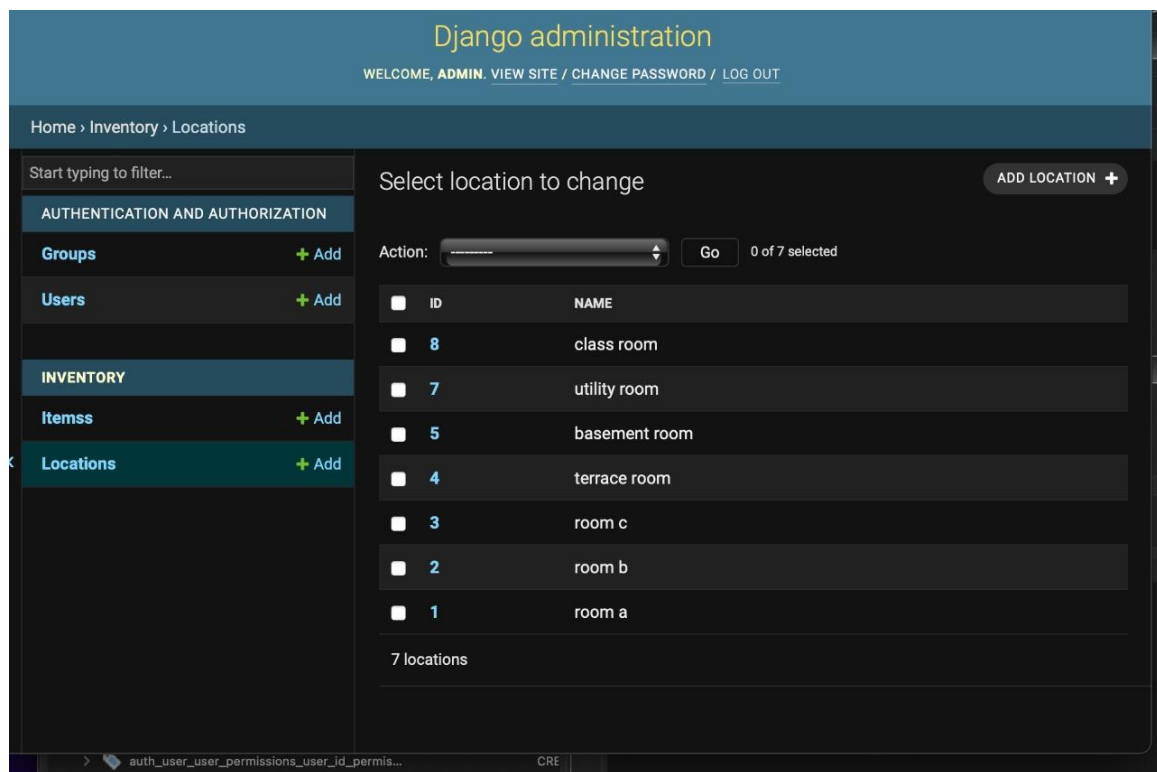 Django administration
WELCOME, ADMIN. VIEW SITE / CHANGE PASSWORD / LOG OUT
Home › Inventory › Locations
Start typing to filter...
AUTHENTICATION AND AUTHORIZATION
Groups + Add
Users + Add
INVENTORY
Itemss + Add
Locations + Add
Select location to change
ADD LOCATION +
Action: --------- Go 0 of 7 selected
ID NAME
8 class room
7 utility room
5 basement room
4 terrace room
3 room c
2 room b
1 room a
7 locations
auth_user_user_permissions_user_id_permis... CRE